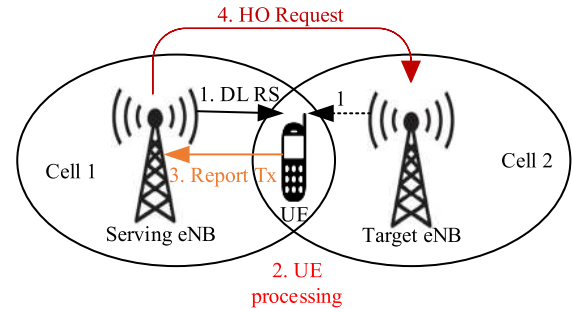 4. HO Request
1. DL RS
1
Cell 1
Cell 2
3. Report Tx
UE
Serving eNB
Target eNB
2. UE
processing